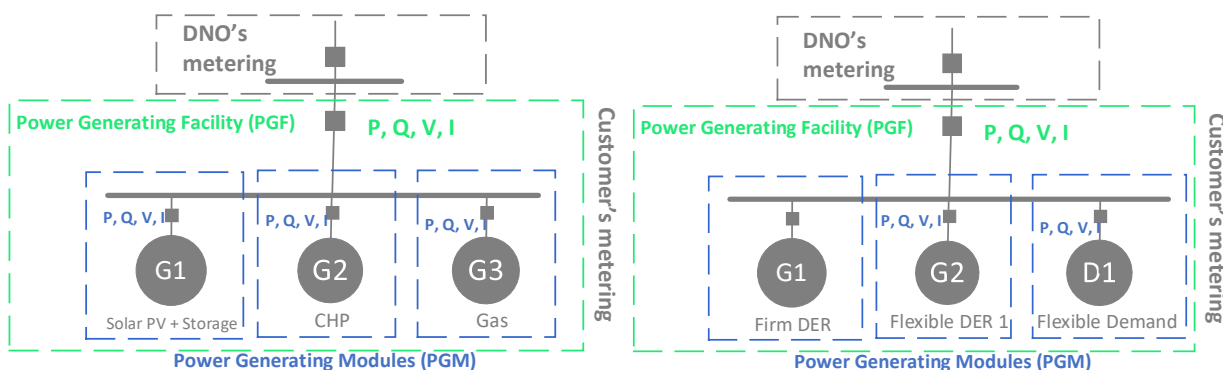 DNO's
metering
Power Generating Facility (PGF)
P, Q, V, I
Customer's metering
P, Q, V, I
P, Q, V, I
P, Q, V, I
G1
G2
G3
Solar PV + Storage
CHP
Gas
Power Generating Modules (PGM)
DNO's
metering
Power Generating Facility (PGF)
P, Q, V, I
Customer's metering
P, Q, V, I
P, Q, V, I
G1
G2
D1
Firm DER
Flexible DER 1
Flexible Demand
Power Generating Modules (PGM)